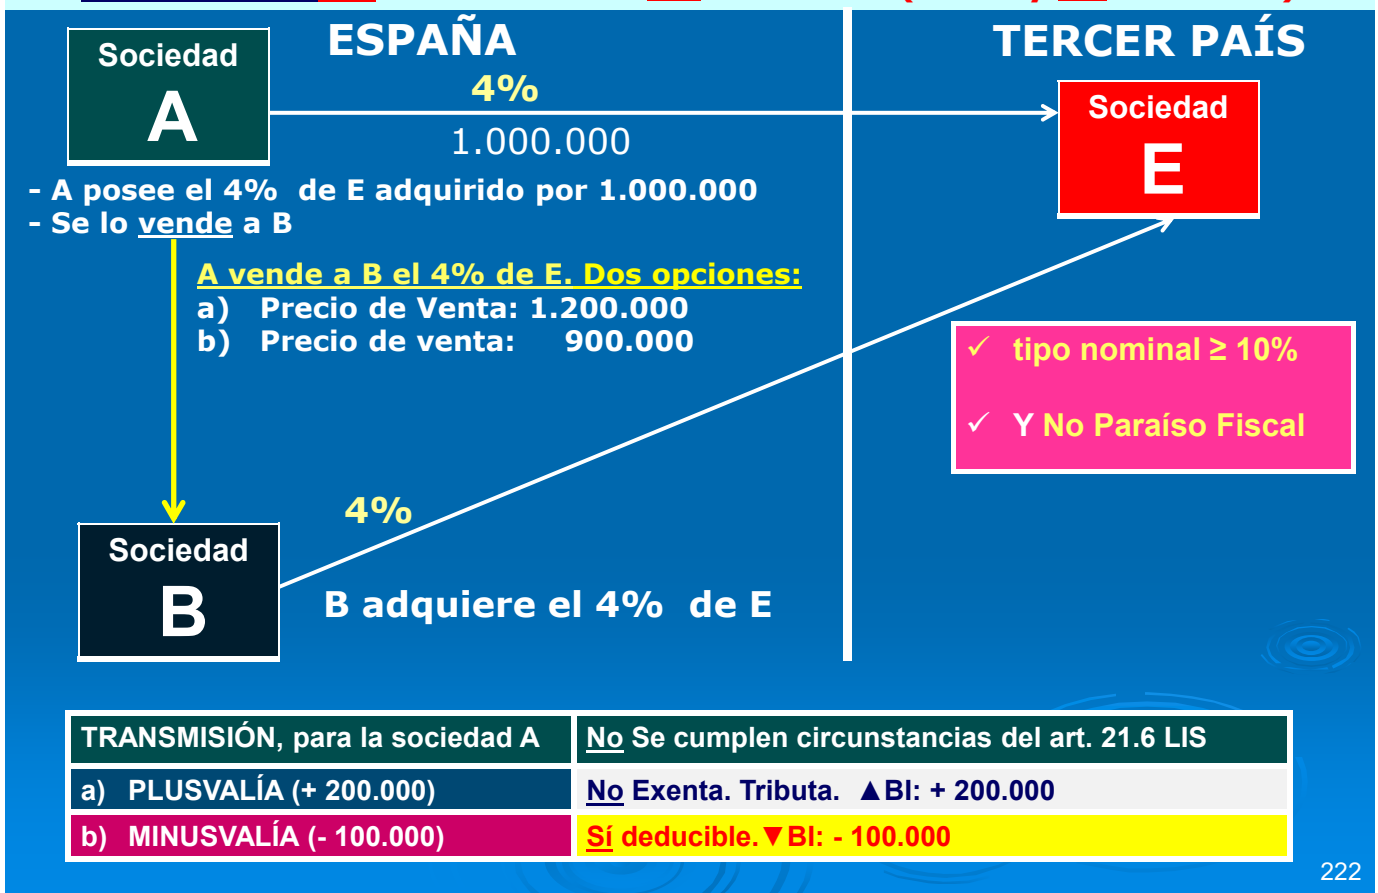 ESPAÑA
TERCER PAÍS
Sociedad
A
4%
1.000.000
Sociedad
E
- A posee el 4% de E adquirido por 1.000.000
- Se lo vende a B
A vende a B el 4% de E. Dos opciones:
a) Precio de Venta: 1.200.000
b) Precio de venta: 900.000
✓ tipo nominal ≥ 10%
✓ Y No Paraíso Fiscal
4%
Sociedad
B
B adquiere el 4% de E
TRANSMISIÓN, para la sociedad A No Se cumplen circunstancias del art. 21.6 LIS
a) PLUSVALÍA (+ 200.000) No Exenta. Tributa. ▲BI: + 200.000
b) MINUSVALÍA (- 100.000) Sí deducible.▼BI: - 100.000
222